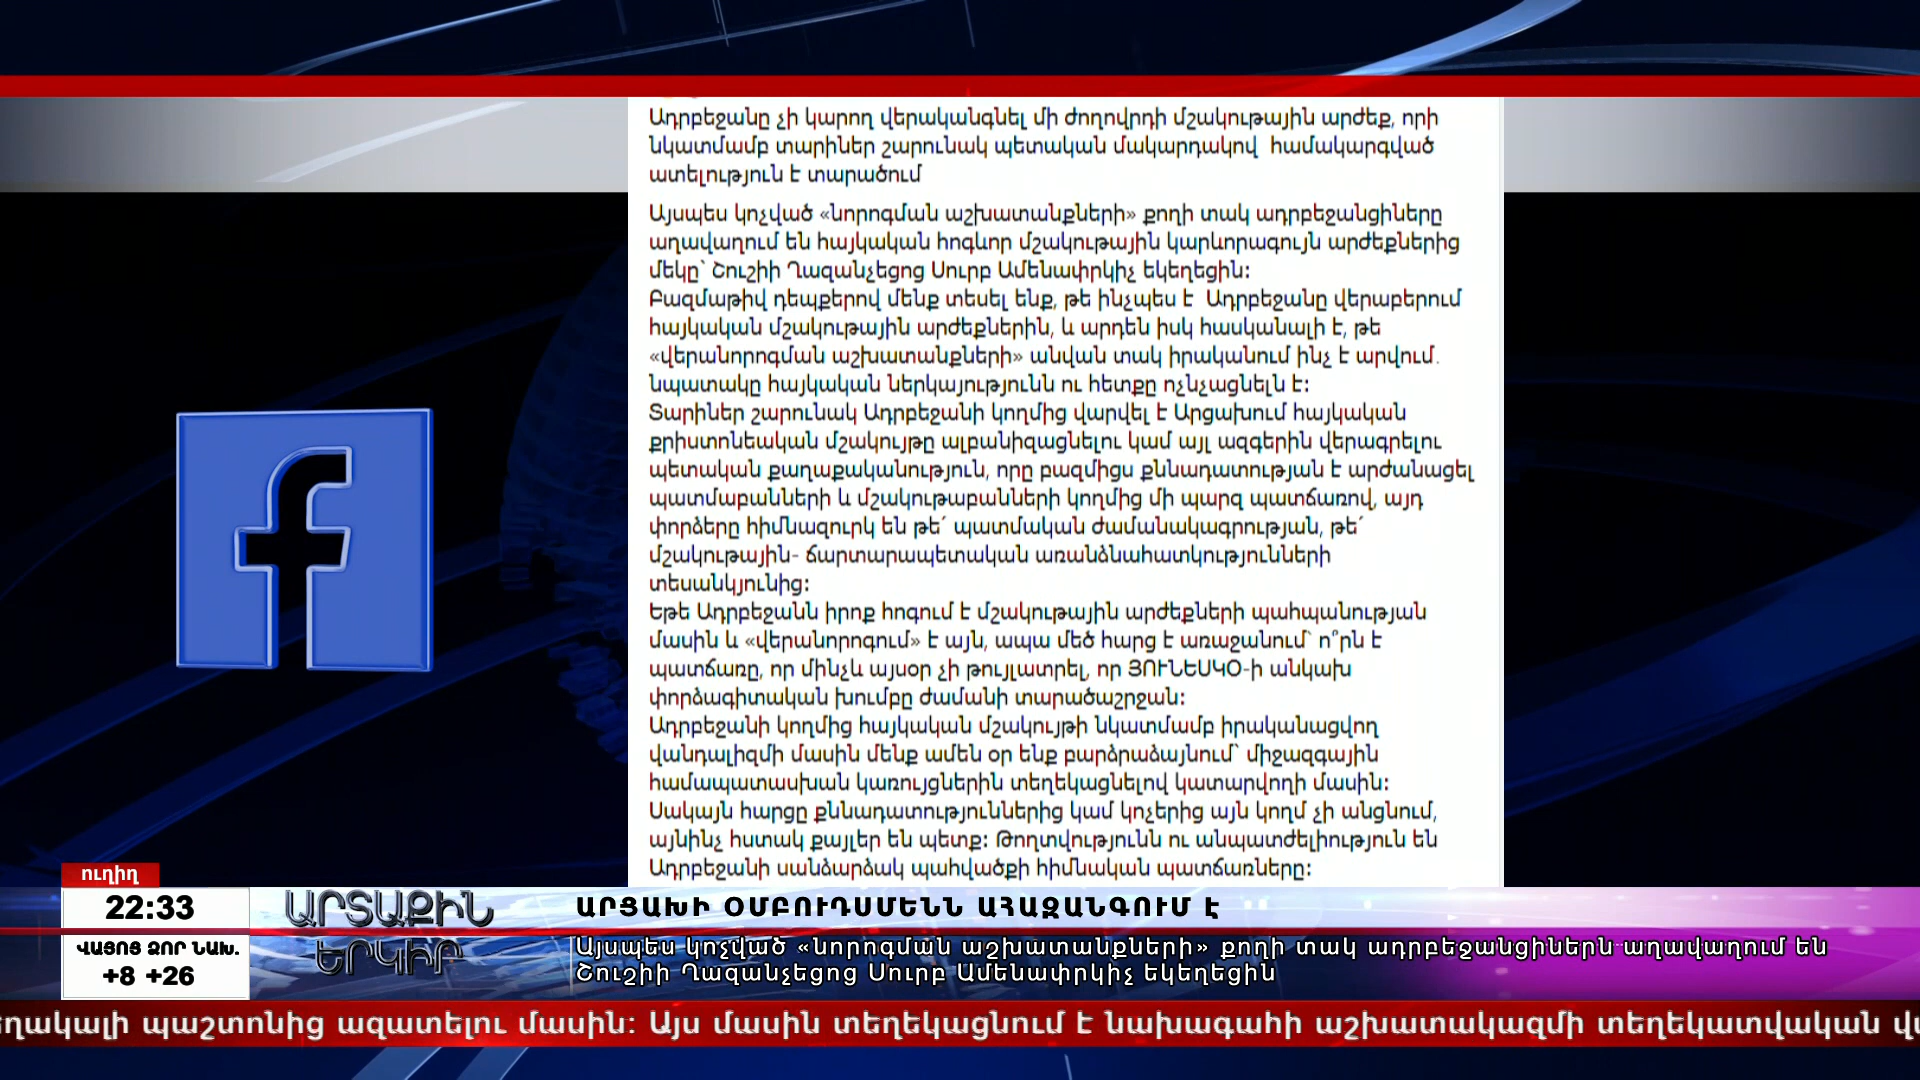 Ադրբեջանը չի կարող վերականգնել մի ժողովրդի մշակութային արժեք, որի
նկատմամբ տարիներ շարունակ պետական մակարդակով համակարգված
ատելություն է տարածում
Այսպես կոչված «նորոգման աշխատանքների» քողի տակ ադրբեջանցիները
աղավաղում են հայկական հոգևոր մշակութային կարևորագույն արժեքներից
մեկը՝ Շուշիի Ղազանչեցոց Սուրբ Ամենափրկիչ եկեղեցին։
Բազմաթիվ դեպքերով մենք տեսել ենք, թե ինչպես է Ադրբեջանը վերաբերում
հայկական մշակութային արժեքներին, և արդեն իսկ հասկանալի է, թե
«վերանորոգման աշխատանքների» անվան տակ իրականում ինչ է արվում.
նպատակը հայկական ներկայությունն ու հետքը ոչնչացնելն է։
Տարիներ շարունակ Ադրբեջանի կողմից վարվել է Արցախում հայկական
քրիստոնեական մշակույթը ալբանիզացնելու կամ այլ ազգերին վերագրելու
պետական քաղաքականություն, որը բազմիցս քննադատության է արժանացել
պատմաբանների և մշակութաբանների կողմից մի պարզ պատճառով, այդ
փորձերը հիմնազուրկ են թե՛ պատմական ժամանակագրության, թե՛
մշակութային- ճարտարապետական առանձնահատկությունների
տեսանկյունից։
Եթե Ադրբեջանն իրոք հոգում է մշակութային արժեքների պահպանության
մասին և «վերանորոգում» է այն, ապա մեծ հարց է առաջանում՝ ո՞րն է
պատճառը, որ մինչև այսօր չի թույլատրել, որ ՅՈՒՆԵՍԿՕ-ի անկախ
փորձագիտական խումբը ժամանի տարածաշրջան։
Ադրբեջանի կողմից հայկական մշակույթի նկատմամբ իրականացվող
վանդալիզմի մասին մենք ամեն օր ենք բարձրաձայնում՝ միջազգային
համապատասխան կառույցներին տեղեկացնելով կատարվողի մասին։
Սակայն հարցը քննադատություններից կամ կոչերից այն կողմ չի անցնում,
այնինչ հստակ քայլեր են պետք։ Թողտվությունն ու անպատժելիություն են
Ադրբեջանի սանձարձակ պահվածքի հիմնական պատճառները։
ուղիղ
22:33
ՎԱՅՈՑ ՁՈՐ ՆԱԽ.
+8 +26
ԱՐՏԱՔԻՆ
ԵՐԿԻՐ
ԱՐՑԱԽԻ ՕՄԲՈՒԴՍՄԵՆՆ ԱՀԱԶԱՆԳՈՒՄ Է
Այսպես կոչված «նորոգման աշխատանքների» քողի տակ ադրբեջանցիներն աղավաղում են
Շուշիի Ղազանչեցոց Սուրբ Ամենափրկիչ եկեղեցին
եղակալի պաշտոնից ազատելու մասին։ Այս մասին տեղեկացնում է նախագահի աշխատակազմի տեղեկատվական վա